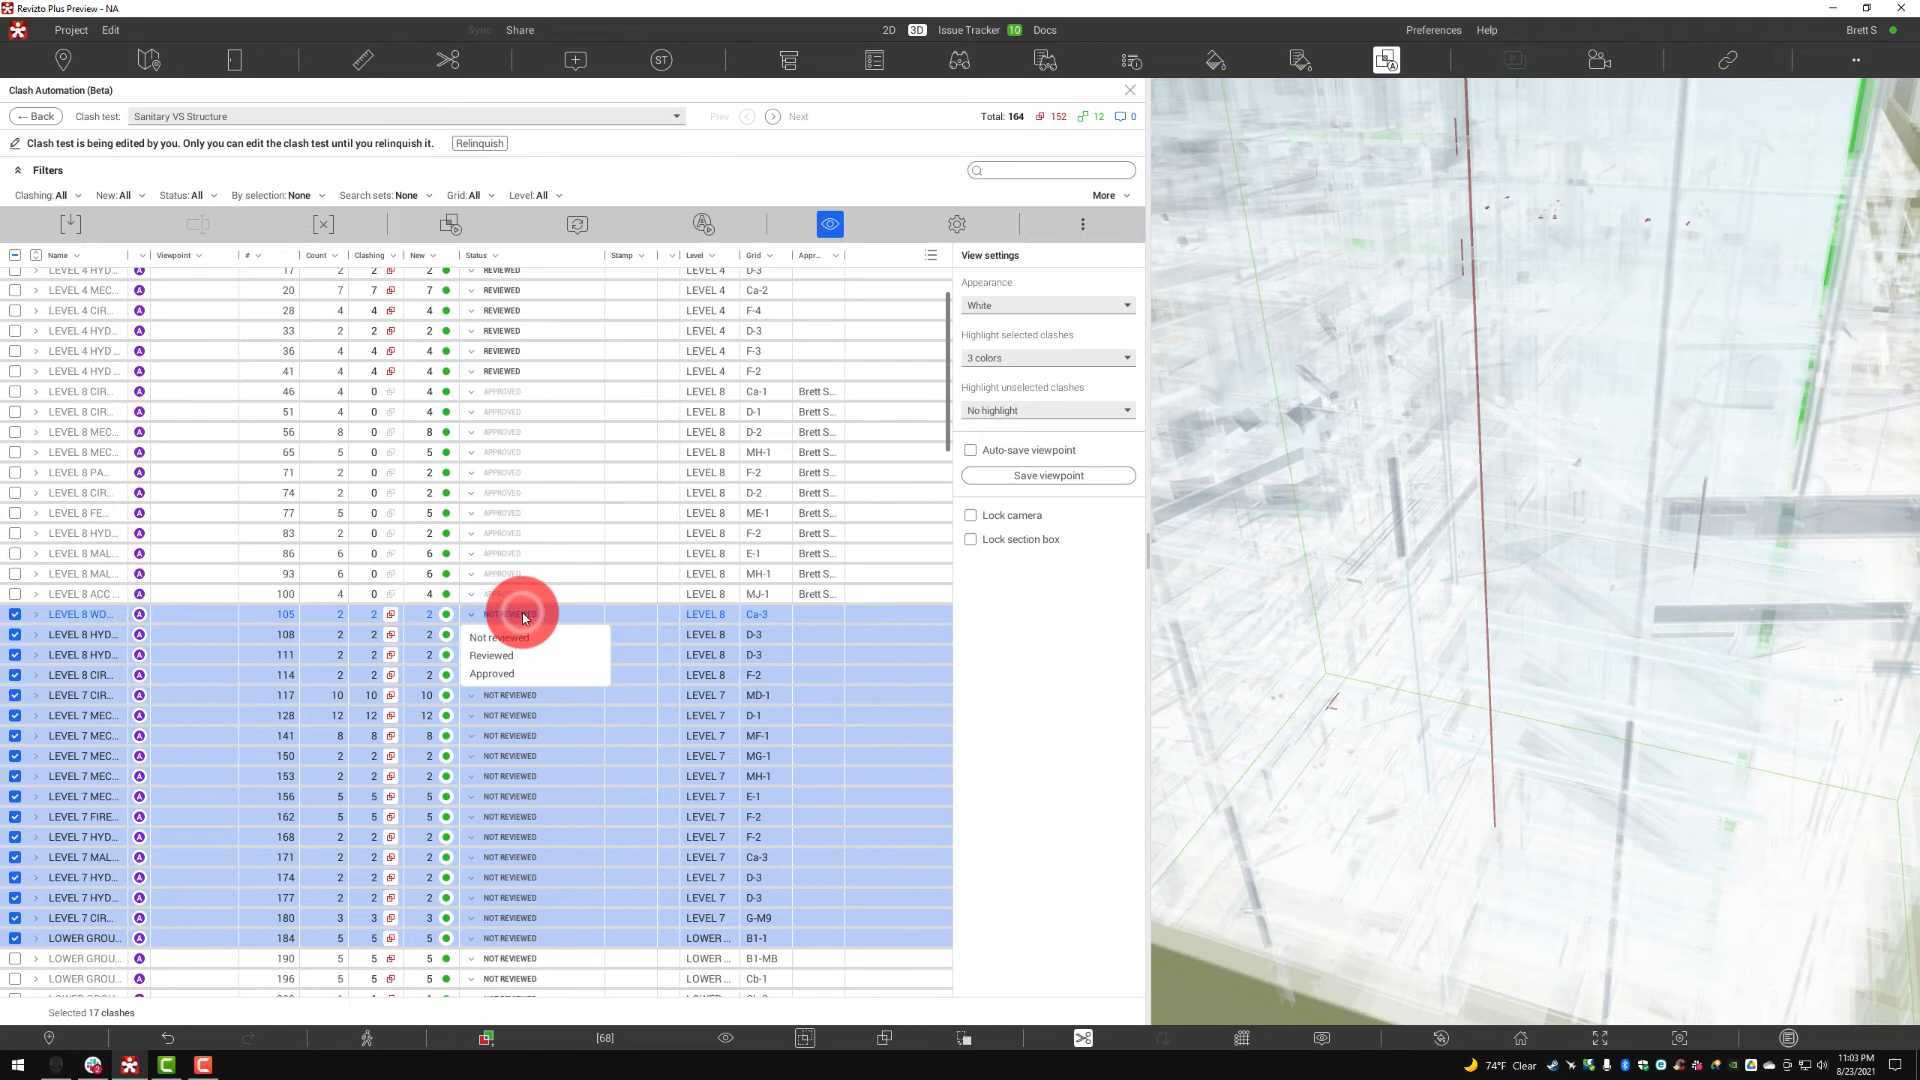 Revizto Plus Preview - NA
Project Edit Sync Share 2D 3D Issue Tracker 10 Docs Preferences Help Brett S
ST
Clash Automation (Beta)
← Back Clash test: Sanitary VS Structure Prev Next Total: 164 152 12 0
Clash test is being edited by you. Only you can edit the clash test until you relinquish it. Relinquish
Filters
Clashing: All New: All Status: All By selection: None Search sets: None Grid: All Level: All More
Name Viewpoint # Count Clashing New Status Stamp Level Grid Appr...
LEVEL 4 HYD... A 17 2 2 2 REVIEWED LEVEL 4 D-3
LEVEL 4 MEC... A 20 7 7 7 REVIEWED LEVEL 4 Ca-2
LEVEL 4 CIR... A 28 4 4 4 REVIEWED LEVEL 4 F-4
LEVEL 4 HYD... A 33 2 2 2 REVIEWED LEVEL 4 D-3
LEVEL 4 HYD ... A 36 4 4 4 REVIEWED LEVEL 4 F-3
LEVEL 4 HYD... A 41 4 4 4 REVIEWED LEVEL 4 F-2
LEVEL 8 CIR... A 46 4 0 4 APPROVED LEVEL 8 Ca-1 Brett S...
LEVEL 8 CIR... A 51 4 0 4 APPROVED LEVEL 8 D-1 Brett S...
LEVEL 8 MEC... A 56 8 0 8 APPROVED LEVEL 8 D-2 Brett S...
LEVEL 8 MEC... A 65 5 0 5 APPROVED LEVEL 8 MH-1 Brett S...
LEVEL 8 PA... A 71 2 0 2 APPROVED LEVEL 8 F-2 Brett S...
LEVEL 8 CIR... A 74 2 0 2 APPROVED LEVEL 8 D-2 Brett S...
LEVEL 8 FE... A 77 5 0 5 APPROVED LEVEL 8 ME-1 Brett S...
LEVEL 8 HYD... A 83 2 0 2 APPROVED LEVEL 8 F-2 Brett S...
LEVEL 8 MAL... A 86 6 0 6 APPROVED LEVEL 8 E-1 Brett S...
LEVEL 8 MAL... A 93 6 0 6 APPROVED LEVEL 8 MH-1 Brett S...
LEVEL 8 ACC ... A 100 4 0 4 LEVEL 8 MJ-1 Brett S...
LEVEL 8 WO... A 105 2 2 2 NOT REVIEWED LEVEL 8 Ca-3
LEVEL 8 HYD... A 108 2 2 2 LEVEL 8 D-3
LEVEL 8 HYD... A 111 2 2 2 LEVEL 8 D-3
LEVEL 8 CIR... A 114 2 2 2 LEVEL 8 F-2
Not reviewed
Reviewed
Approved
LEVEL 7 CIR... A 117 10 10 10 NOT REVIEWED LEVEL 7 MD-1
LEVEL 7 MEC... A 128 12 12 12 NOT REVIEWED LEVEL 7 D-1
LEVEL 7 MEC... A 141 8 8 8 NOT REVIEWED LEVEL 7 MF-1
LEVEL 7 MEC... A 150 2 2 2 NOT REVIEWED LEVEL 7 MG-1
LEVEL 7 MEC... A 153 2 2 2 NOT REVIEWED LEVEL 7 MH-1
LEVEL 7 MEC... A 156 5 5 5 NOT REVIEWED LEVEL 7 E-1
LEVEL 7 FIRE... A 162 5 5 5 NOT REVIEWED LEVEL 7 F-2
LEVEL 7 HYD... A 168 2 2 2 NOT REVIEWED LEVEL 7 F-2
LEVEL 7 MAL... A 171 2 2 2 NOT REVIEWED LEVEL 7 Ca-3
LEVEL 7 HYD... A 174 2 2 2 NOT REVIEWED LEVEL 7 D-3
LEVEL 7 HYD... A 177 2 2 2 NOT REVIEWED LEVEL 7 D-3
LEVEL 7 CIR... A 180 3 3 3 NOT REVIEWED LEVEL 7 G-M9
LOWER GROU... A 184 5 5 5 NOT REVIEWED LOWER ... B1-1
LOWER GROU... A 190 5 5 5 NOT REVIEWED LOWER ... B1-MB
LOWER GROU... A 196 5 5 5 NOT REVIEWED LOWER ... Cb-1
View settings
Appearance
White
Highlight selected clashes
3 colors
Highlight unselected clashes
No highlight
Auto-save viewpoint
Save viewpoint
Lock camera
Lock section box
Selected 17 clashes
[68]
74°F Clear 11:03 PM
8/23/2021